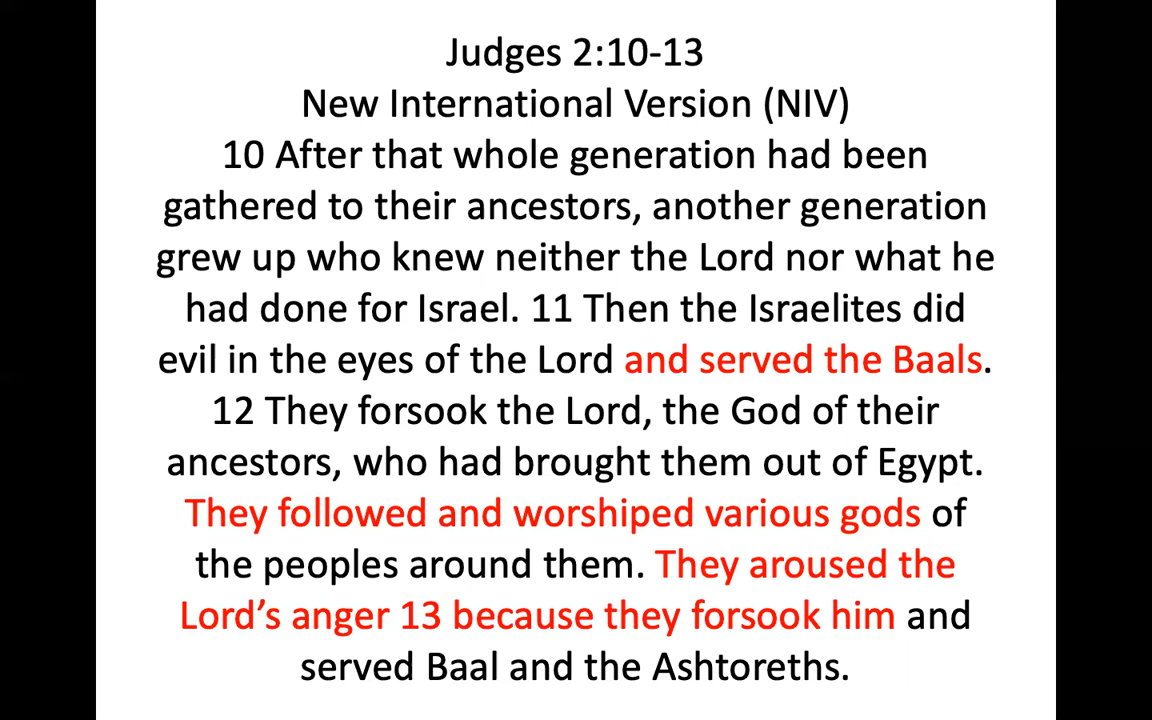 Judges 2:10-13
New International Version (NIV)
10 After that whole generation had been
gathered to their ancestors, another generation
grew up who knew neither the Lord nor what he
had done for Israel. 11 Then the Israelites did
evil in the eyes of the Lord and served the Baals.
12 They forsook the Lord, the God of their
ancestors, who had brought them out of Egypt.
They followed and worshiped various gods of
the peoples around them. They aroused the
Lord’s anger 13 because they forsook him and
served Baal and the Ashtoreths.